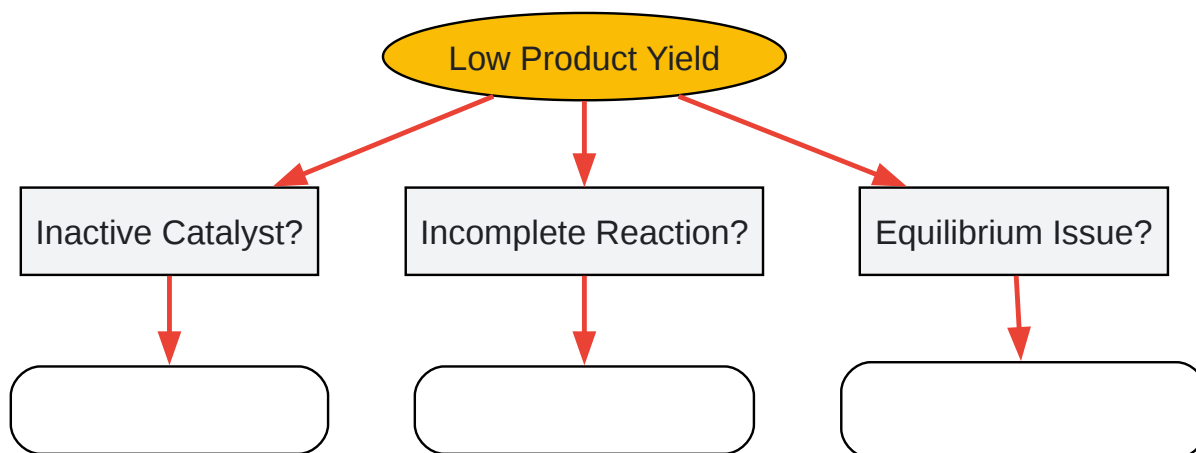 Low Product Yield
Inactive Catalyst?
Incomplete Reaction?
Equilibrium Issue?